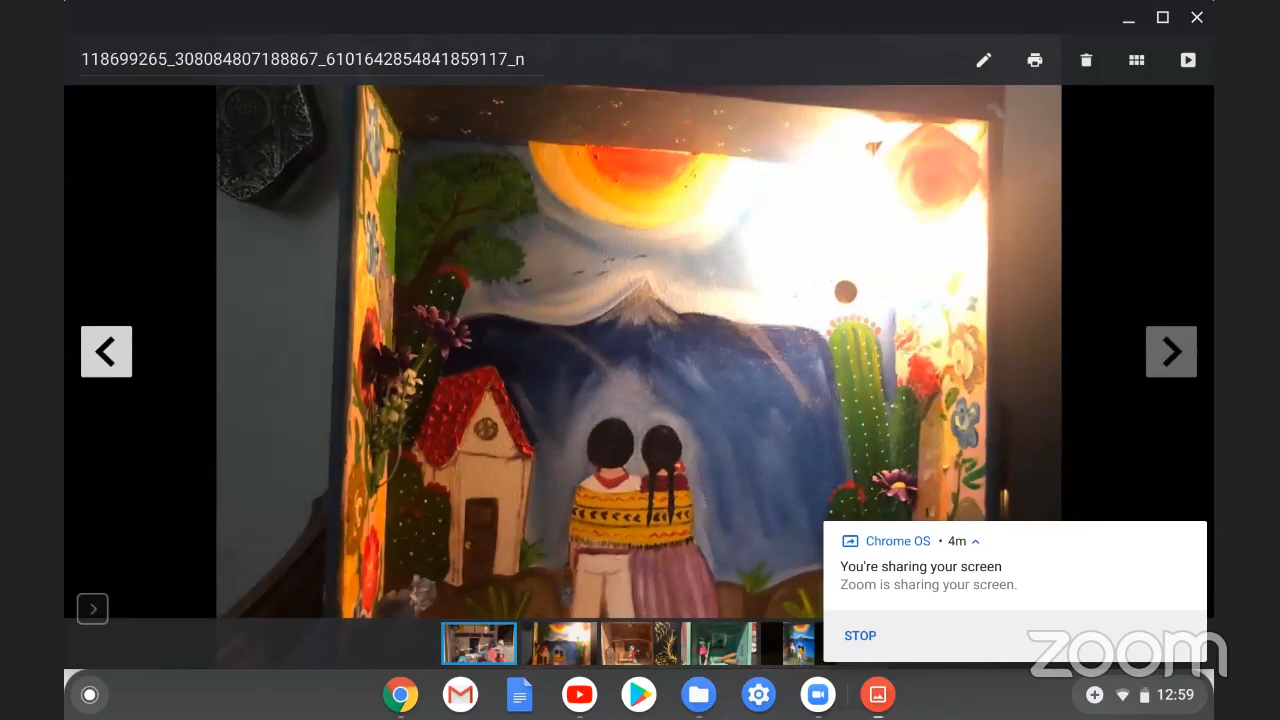 118699265_308084807188867_6101642854841859117_n
Chrome OS • 4m
You're sharing your screen
Zoom is sharing your screen.
STOP
zoom
12:59